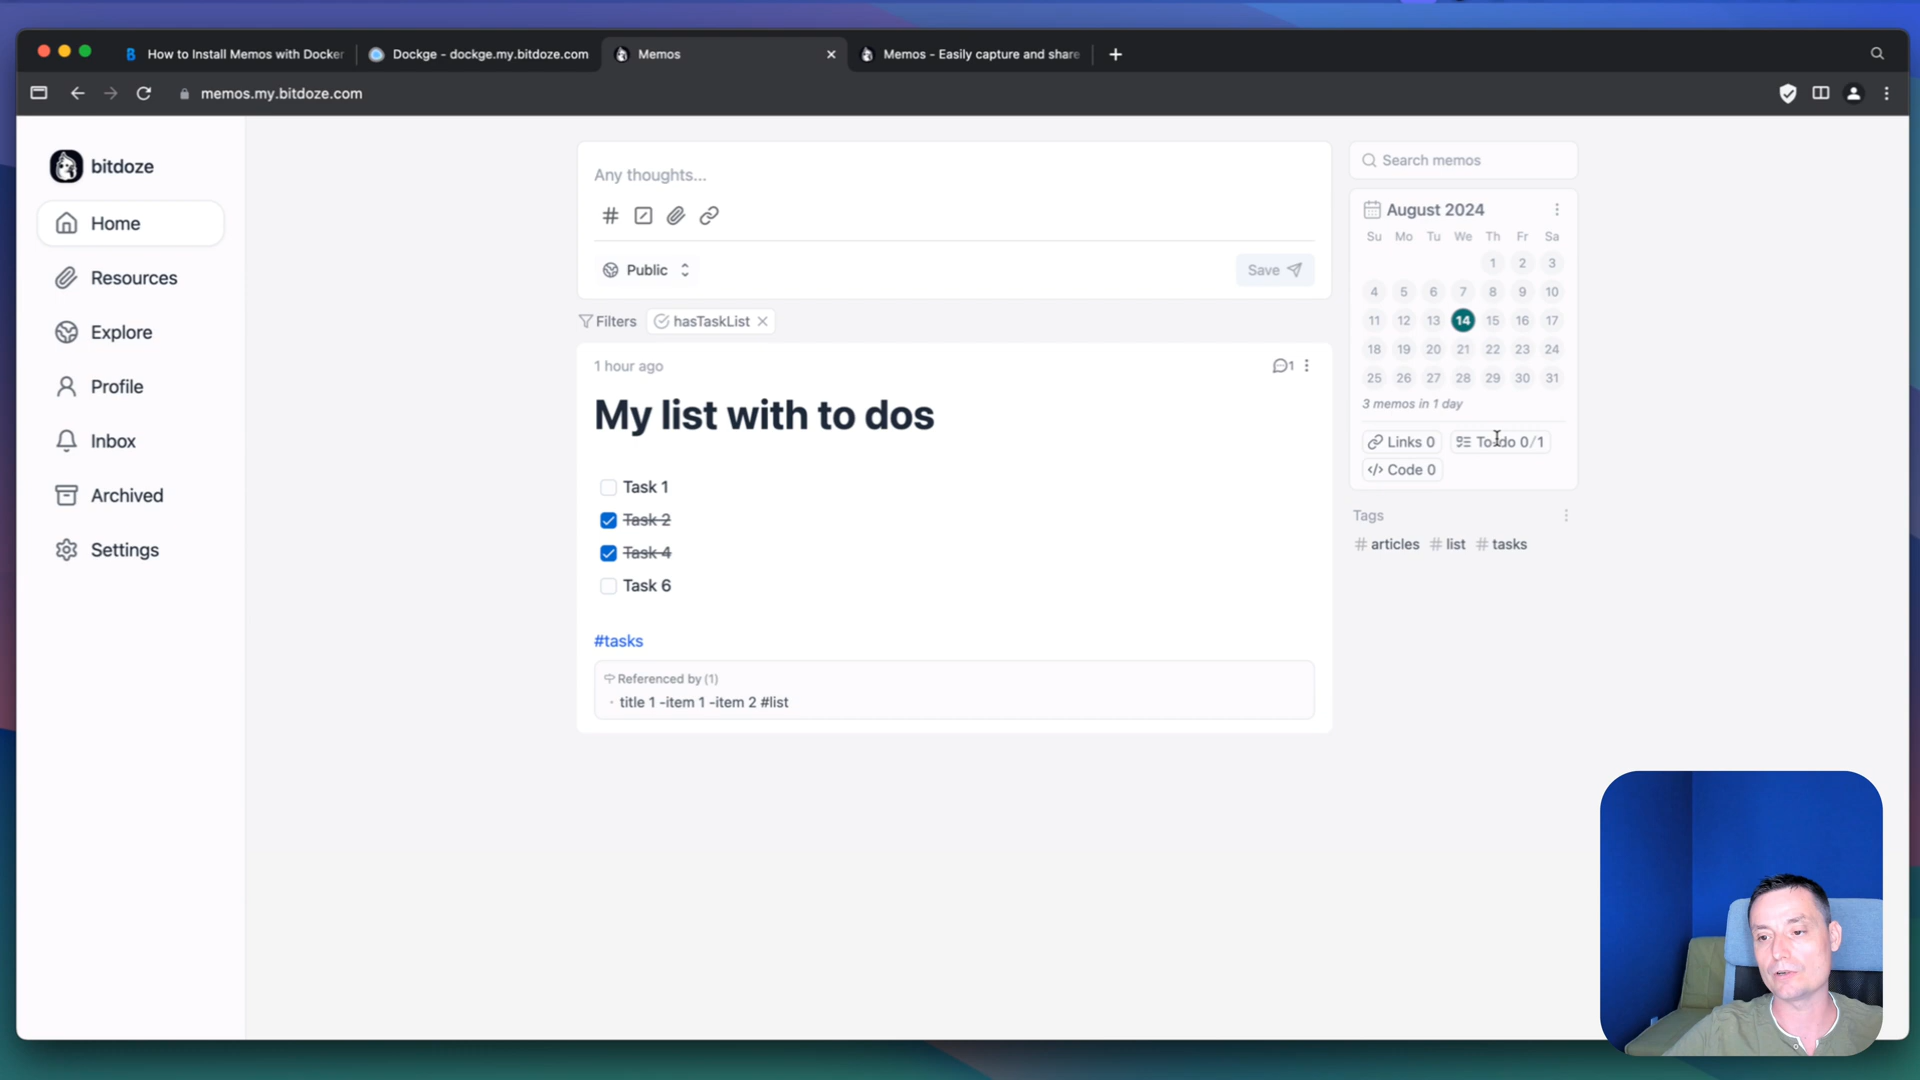 How to Install Memos with Docker
Dockge - dockge.my.bitdoze.com
Memos
Memos - Easily capture and share
memos.my.bitdoze.com
bitdoze
Home
Resources
Explore
Profile
Inbox
Archived
Settings
Any thoughts...
Public
Save
Filters
hasTaskList
1 hour ago
1
My list with to dos
Task 1
Task 2
Task 4
Task 6
#tasks
Referenced by (1)
title 1 -item 1 -item 2 #list
Search memos
August 2024
Su Mo Tu We Th Fr Sa
1 2 3
4 5 6 7 8 9 10
11 12 13 14 15 16 17
18 19 20 21 22 23 24
25 26 27 28 29 30 31
3 memos in 1 day
Links 0
To-do 0/1
Code 0
Tags
# articles # list # tasks